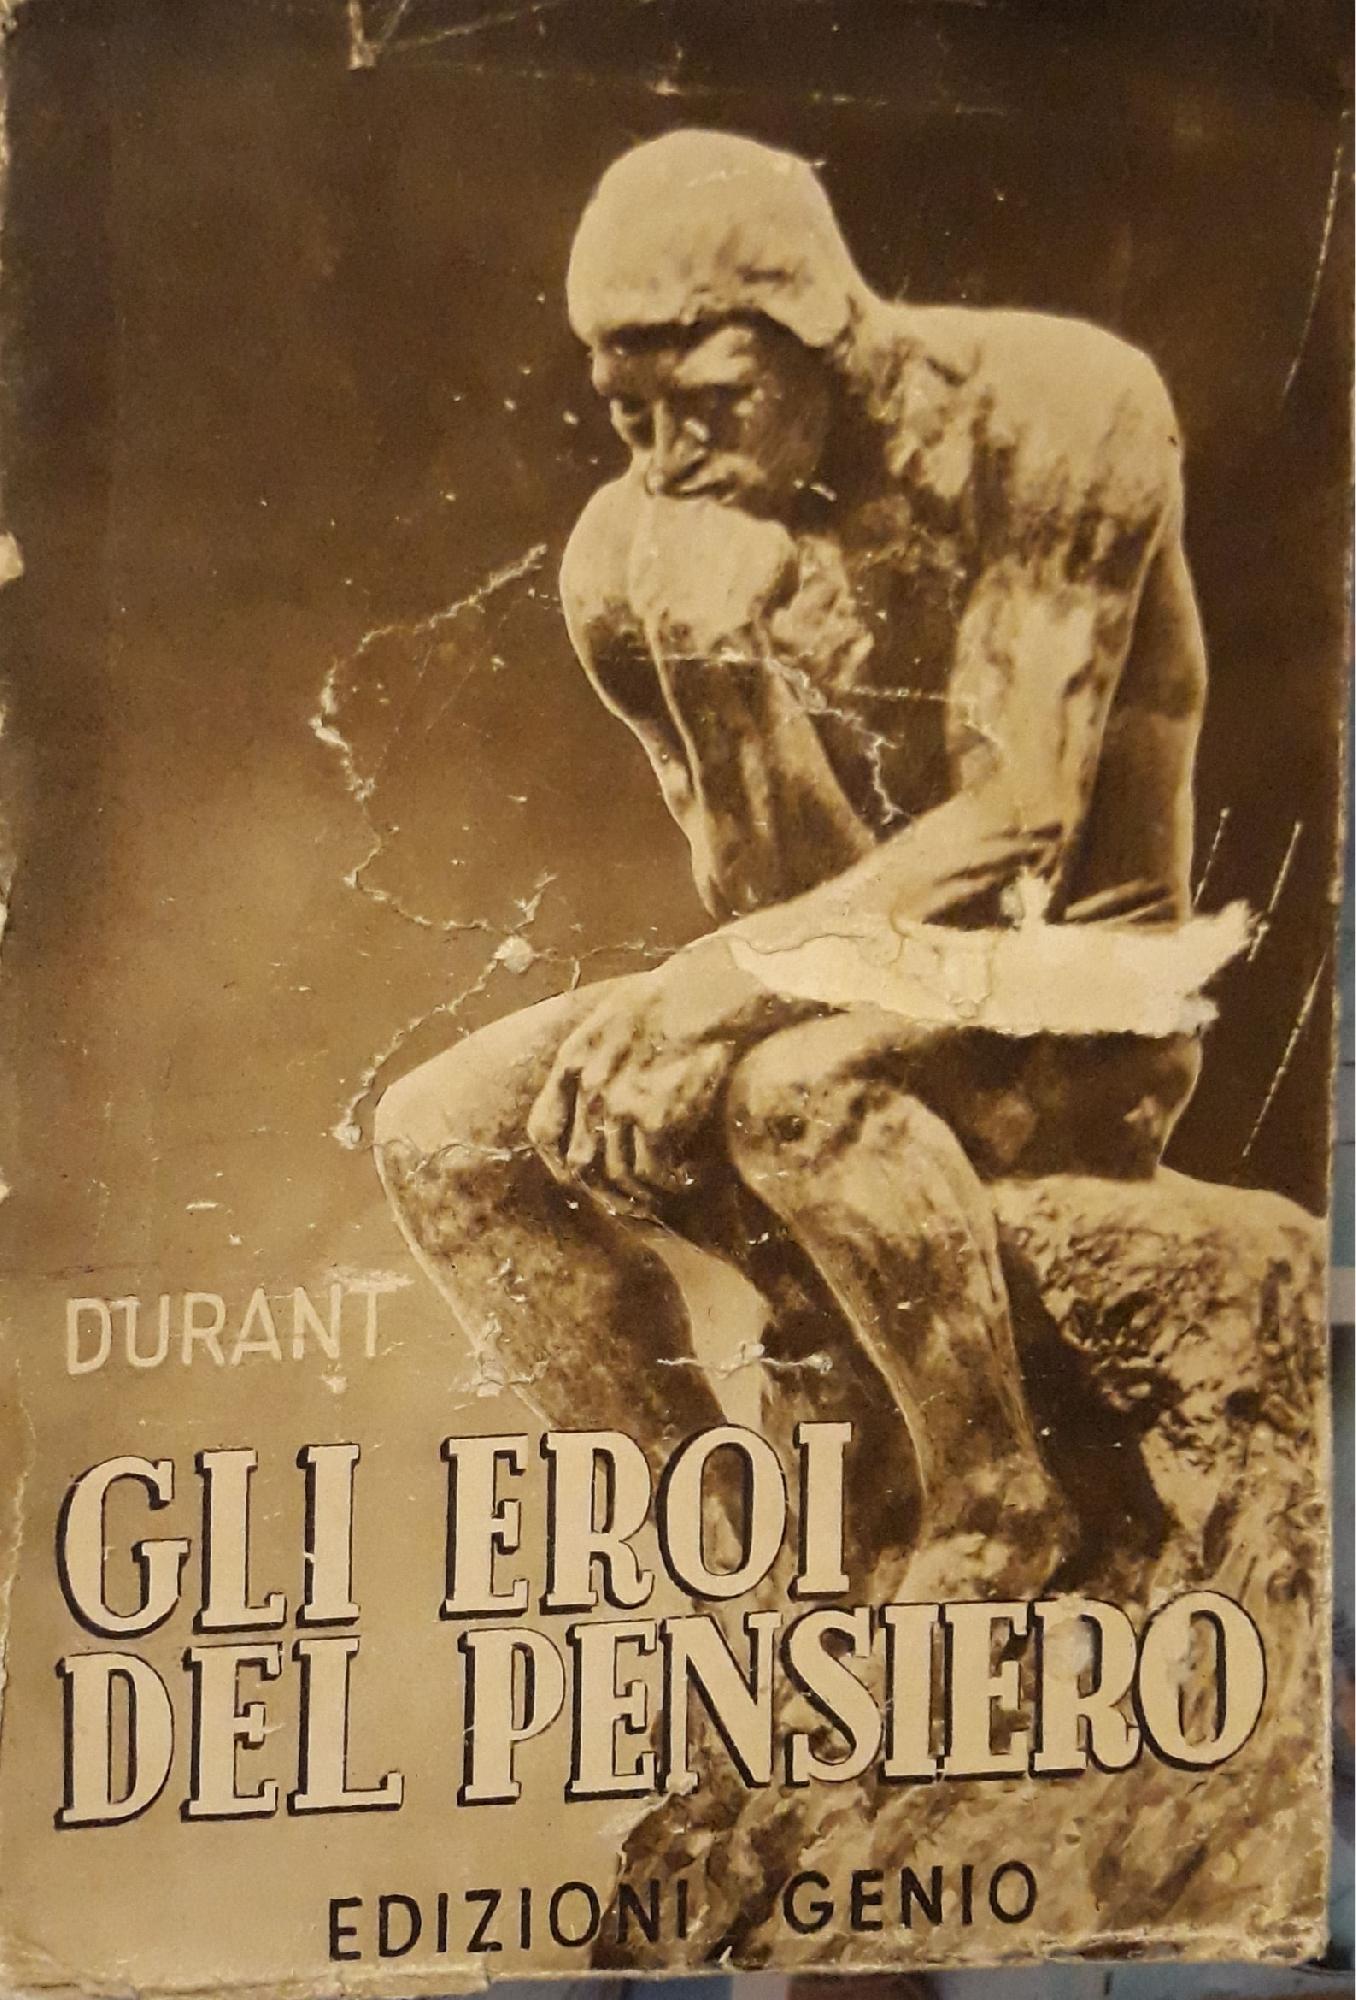 DURANT
GLI EROI
DEL PENSIERO
EDIZIONI GENIO